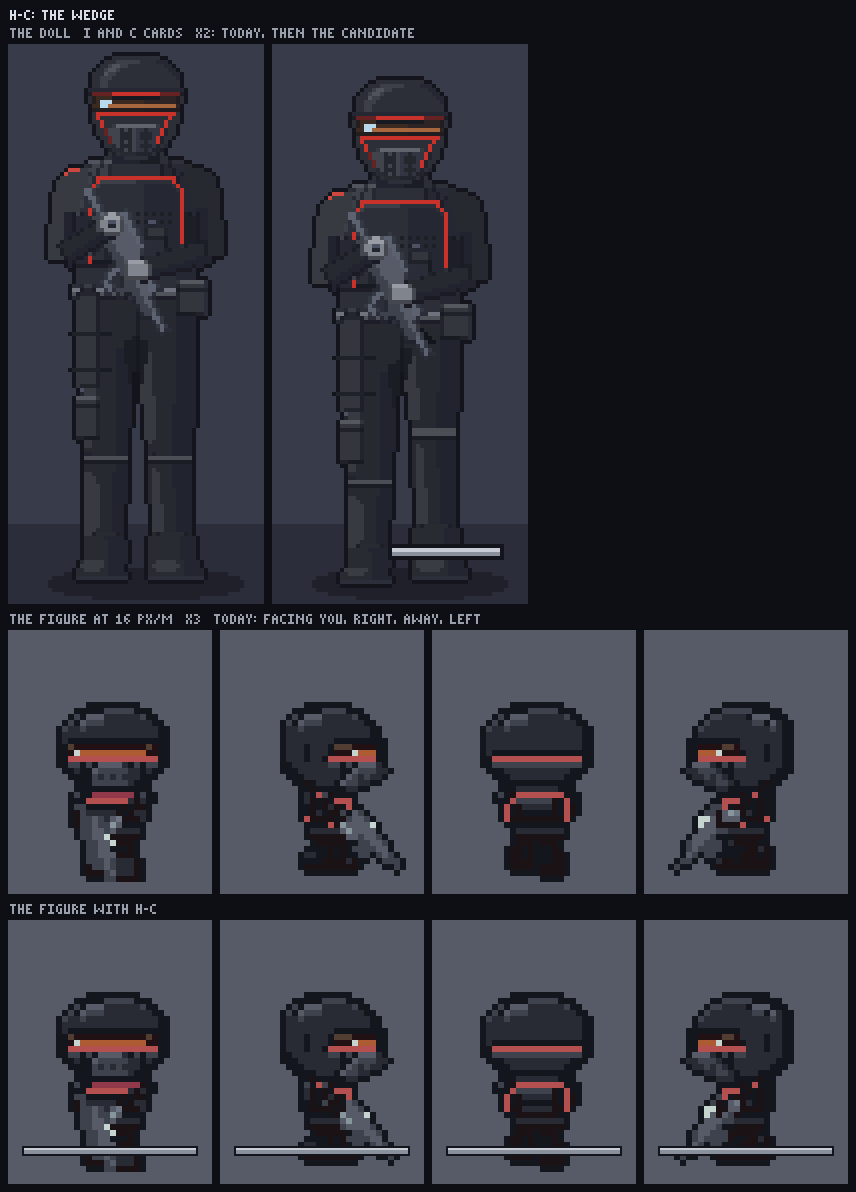 H-C: THE WEDGE
THE DOLL I AND C CARDS X2: TODAY, THEN THE CANDIDATE
THE FIGURE AT 16 PX/M X3 TODAY: FACING YOU, RIGHT, AWAY, LEFT
THE FIGURE WITH H-C